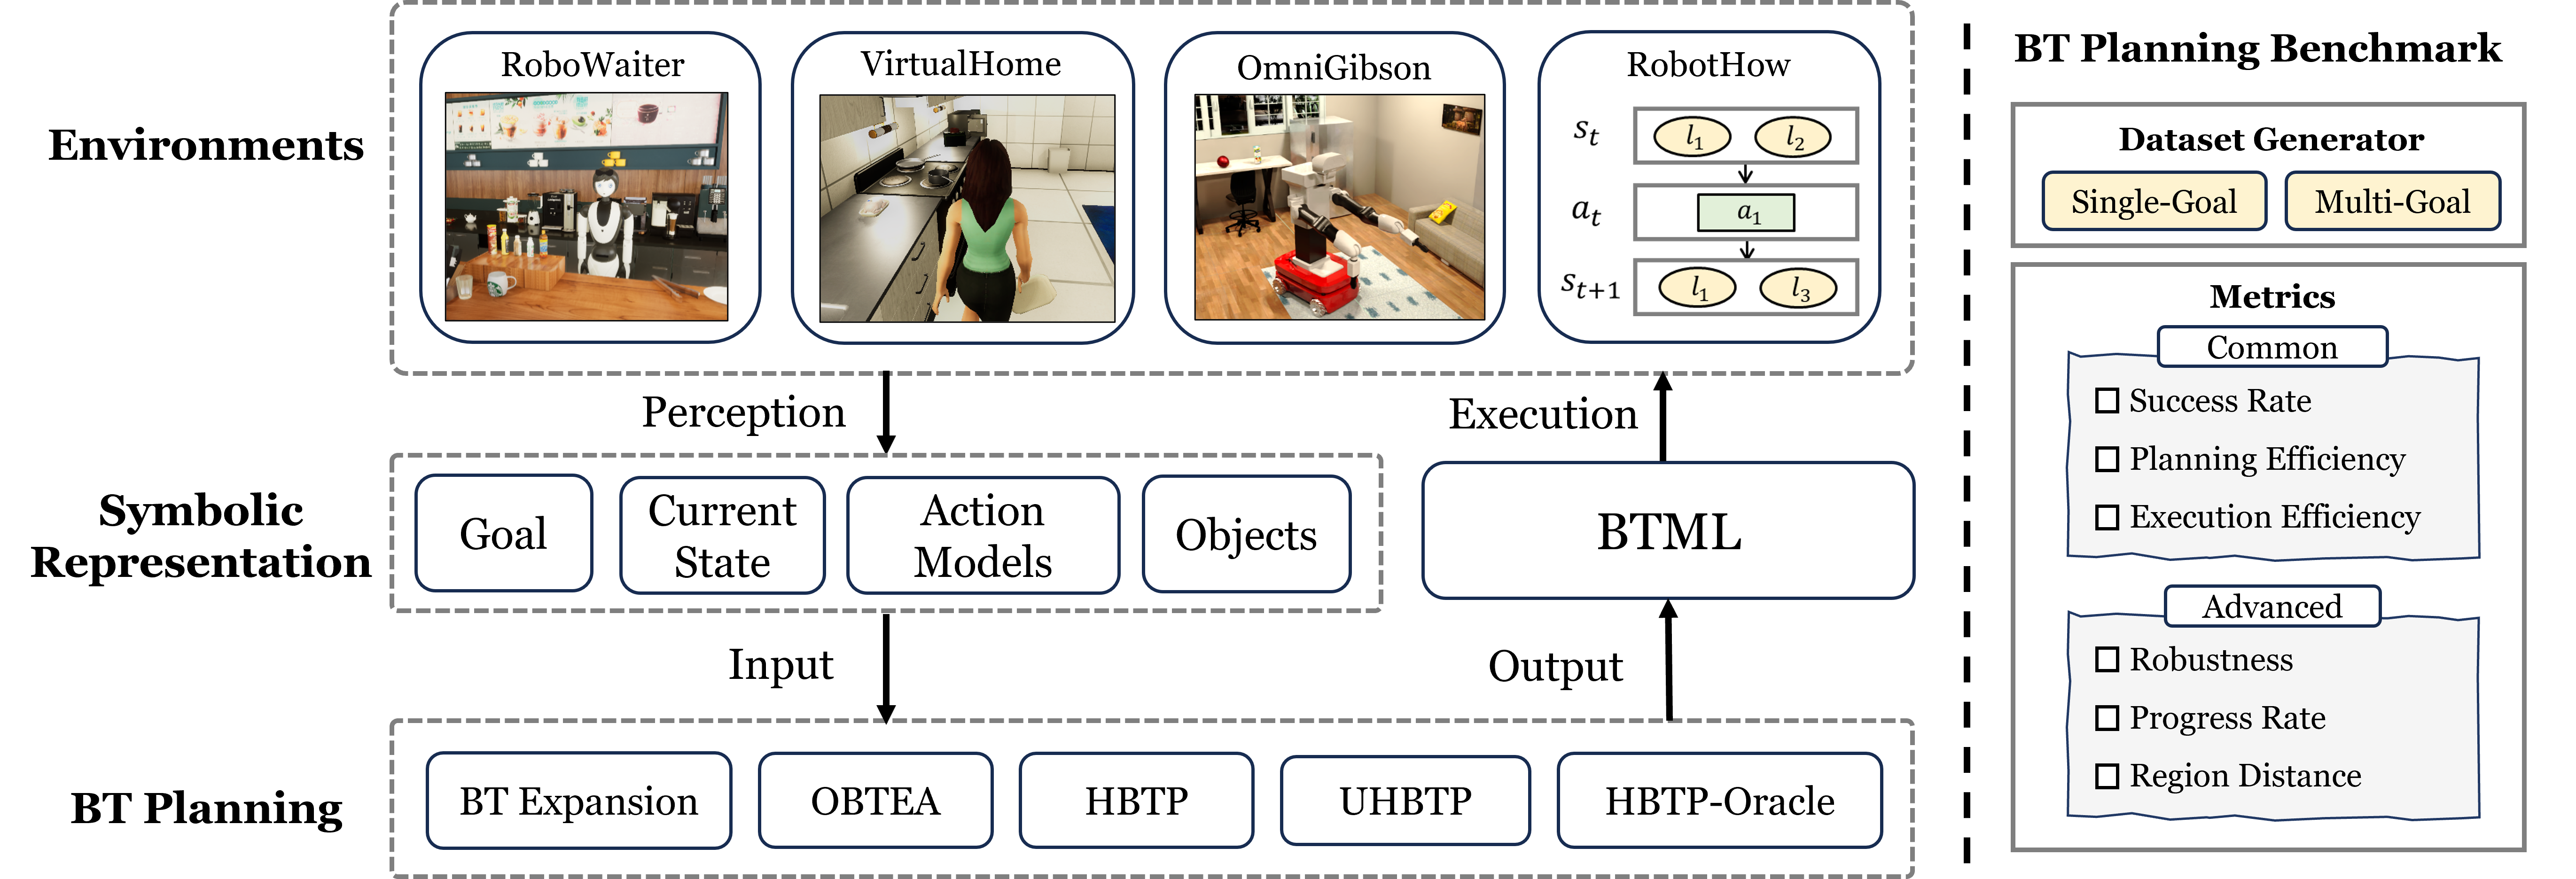 Environments
RoboWaiter
VirtualHome
OmniGibson
RobotHow
s_t
l_1
l_2
a_t
a_1
s_{t+1}
l_1
l_3
Perception
Execution
Symbolic
Representation
Goal
Current
State
Action
Models
Objects
BTML
Input
Output
BT Planning
BT Expansion
OBTEA
HBTP
UHBTP
HBTP-Oracle
BT Planning Benchmark
Dataset Generator
Single-Goal
Multi-Goal
Metrics
Common
Success Rate
Planning Efficiency
Execution Efficiency
Advanced
Robustness
Progress Rate
Region Distance